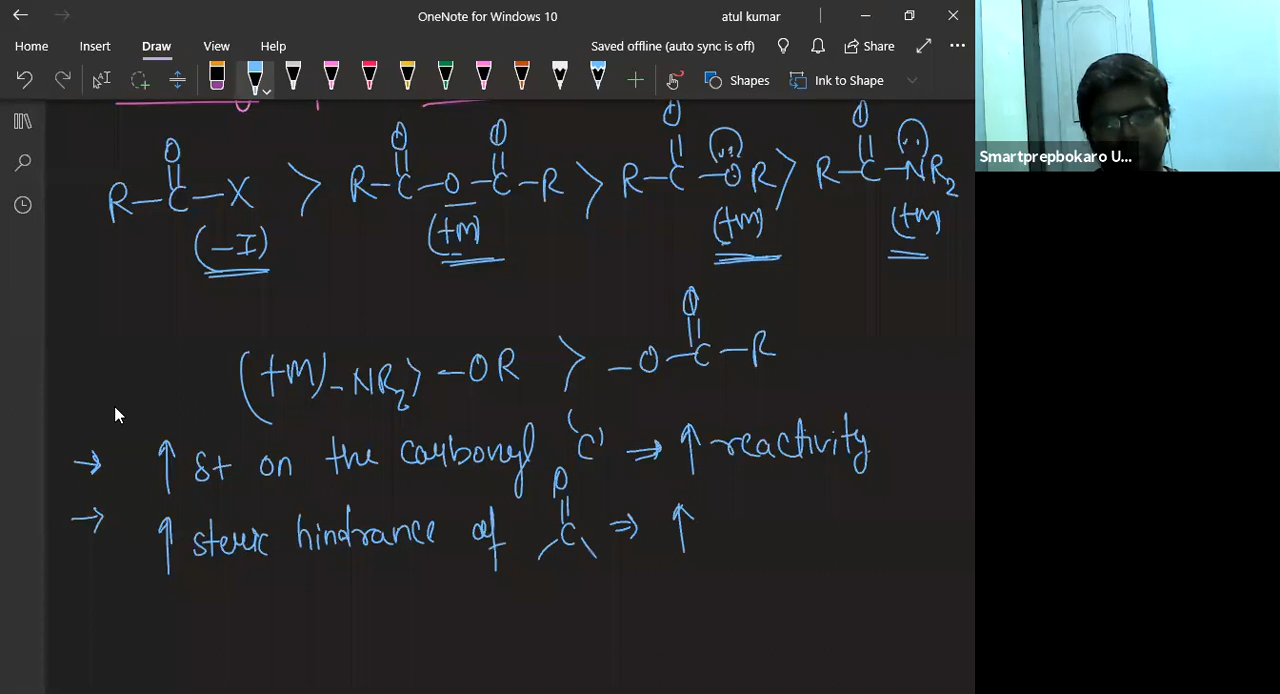 OneNote for Windows 10
atul kumar
Home Insert Draw View Help
Saved offline (auto sync is off)
Share
Shapes
Ink to Shape
Smartprepbokaro U...
O O O O O
R-C-X > R-C-O-C-R > R-C-OR > R-C-NR2
(-I) (+M) (+M) (+M)
O
(+M) -NR2 > -OR > -O-C-R
→ ↑ δ+ on the carbonyl 'C' ⇒ ↑ reactivity
O
→ ↑ steric hindrance of C ⇒ ↑